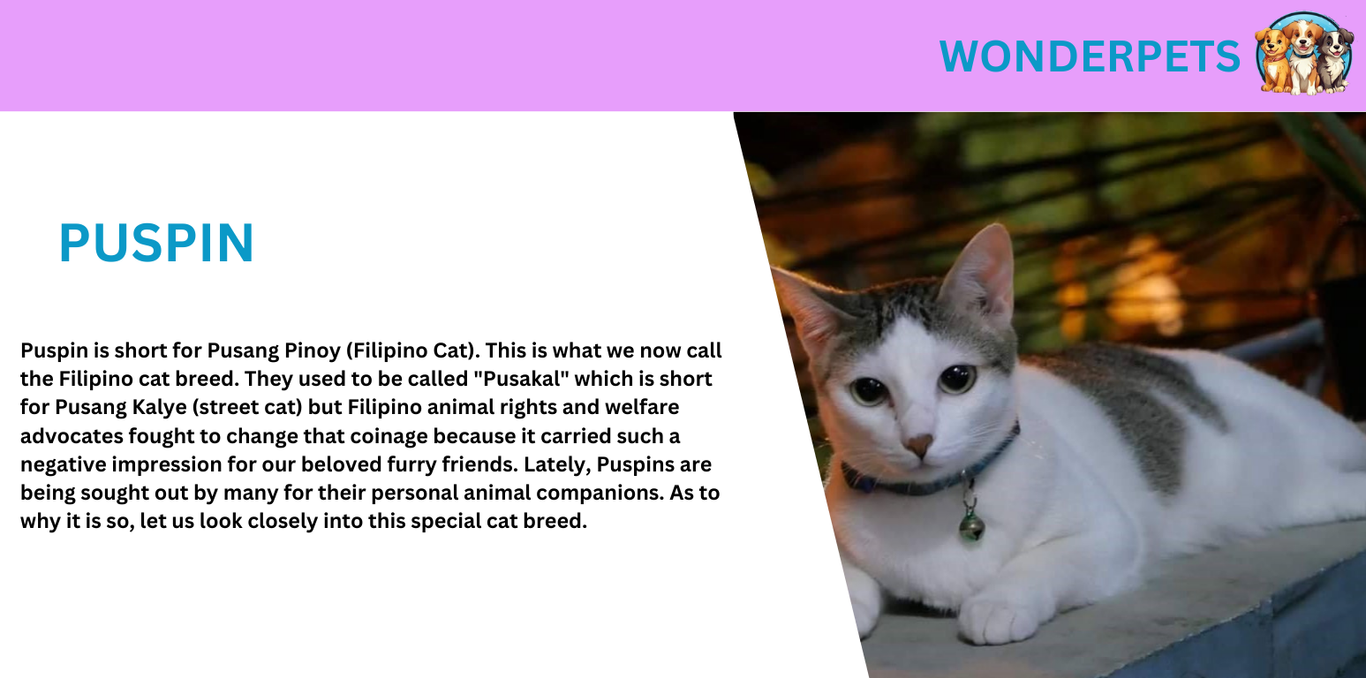 WONDERPETS
PUSPIN
Puspin is short for Pusang Pinoy (Filipino Cat). This is what we now call
the Filipino cat breed. They used to be called "Pusakal" which is short
for Pusang Kalye (street cat) but Filipino animal rights and welfare
advocates fought to change that coinage because it carried such a
negative impression for our beloved furry friends. Lately, Puspins are
being sought out by many for their personal animal companions. As to
why it is so, let us look closely into this special cat breed.